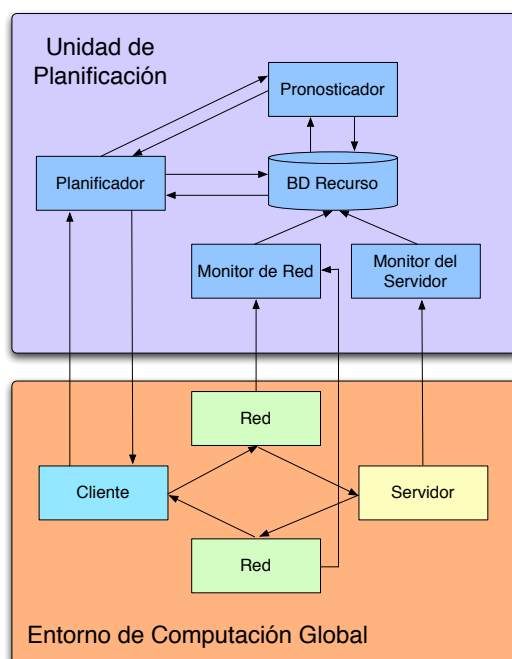 Unidad de
Planificación
Pronosticador
Planificador
BD Recurso
Monitor de Red
Monitor del
Servidor
Red
Cliente
Servidor
Red
Entorno de Computación Global